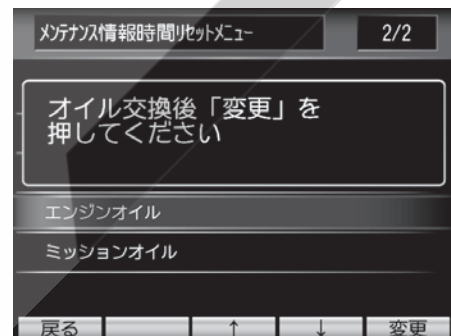 メンテナンス情報時間リセットメニュー
2/2
オイル交換後「変更」を
押してください
エンジンオイル
ミッションオイル
戻る ↑ ↓ 変更